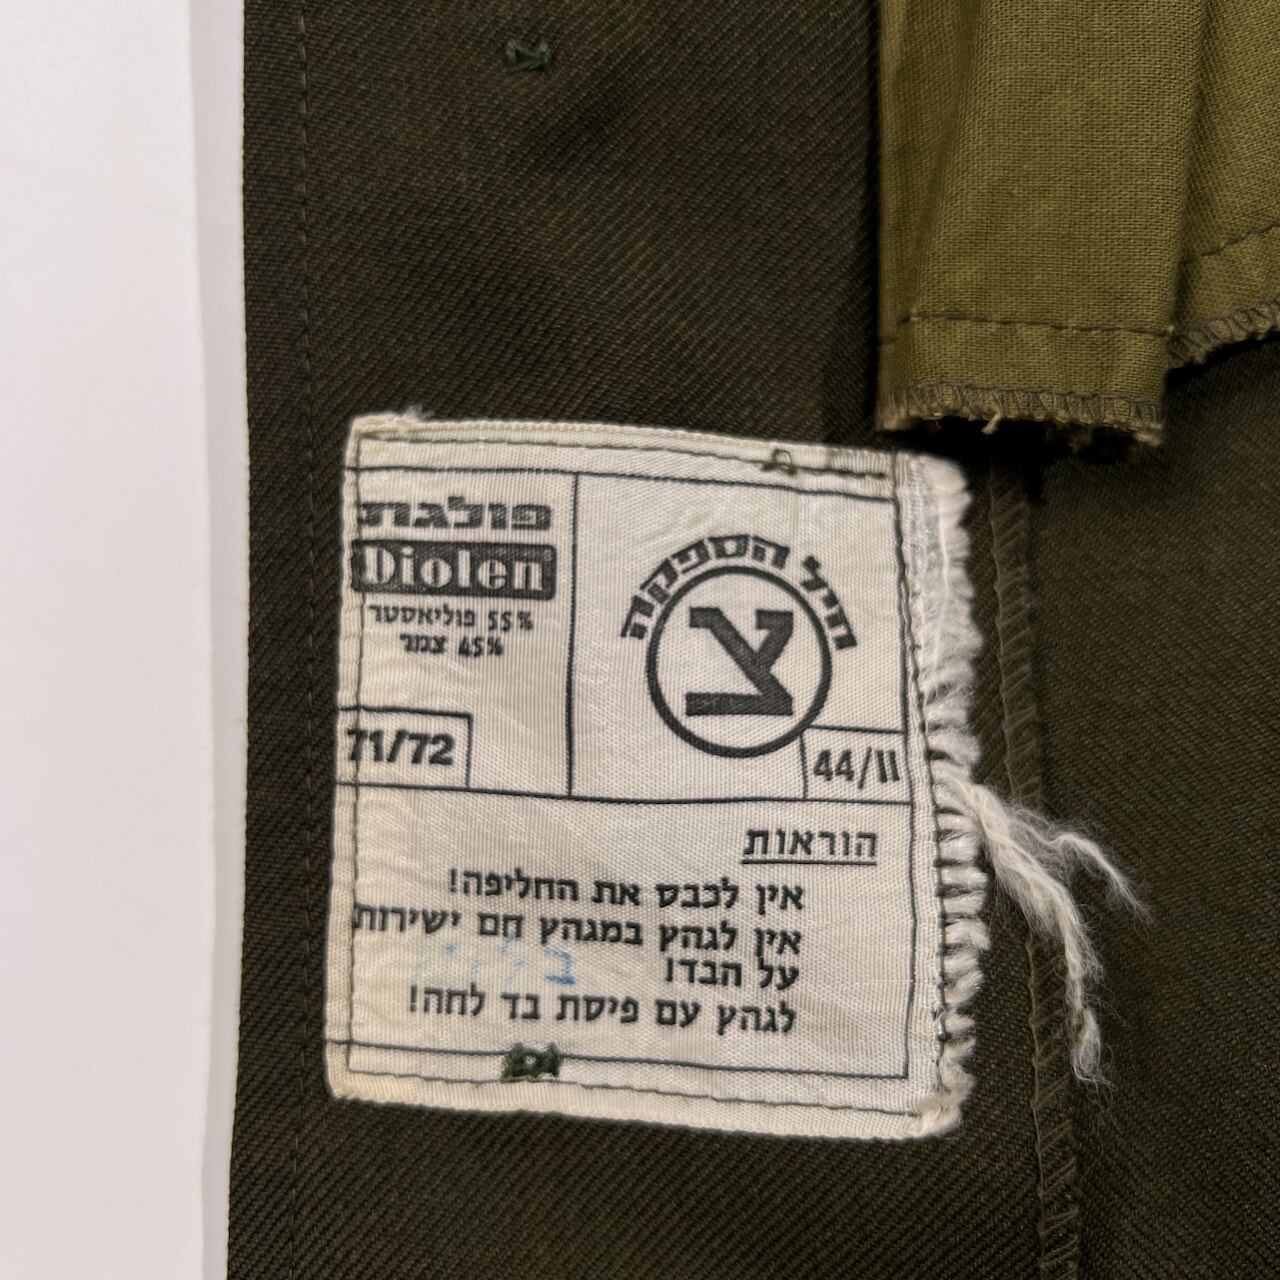 חיל הספקה
צ
44/II
פולגת
Diolen
55% פוליאסטר
45% צמר
71/72
הוראות
אין לכבס את החליפה!
אין לגהץ במגהץ חם ישירות
על הבד!
לגהץ עם פיסת בד לחה!